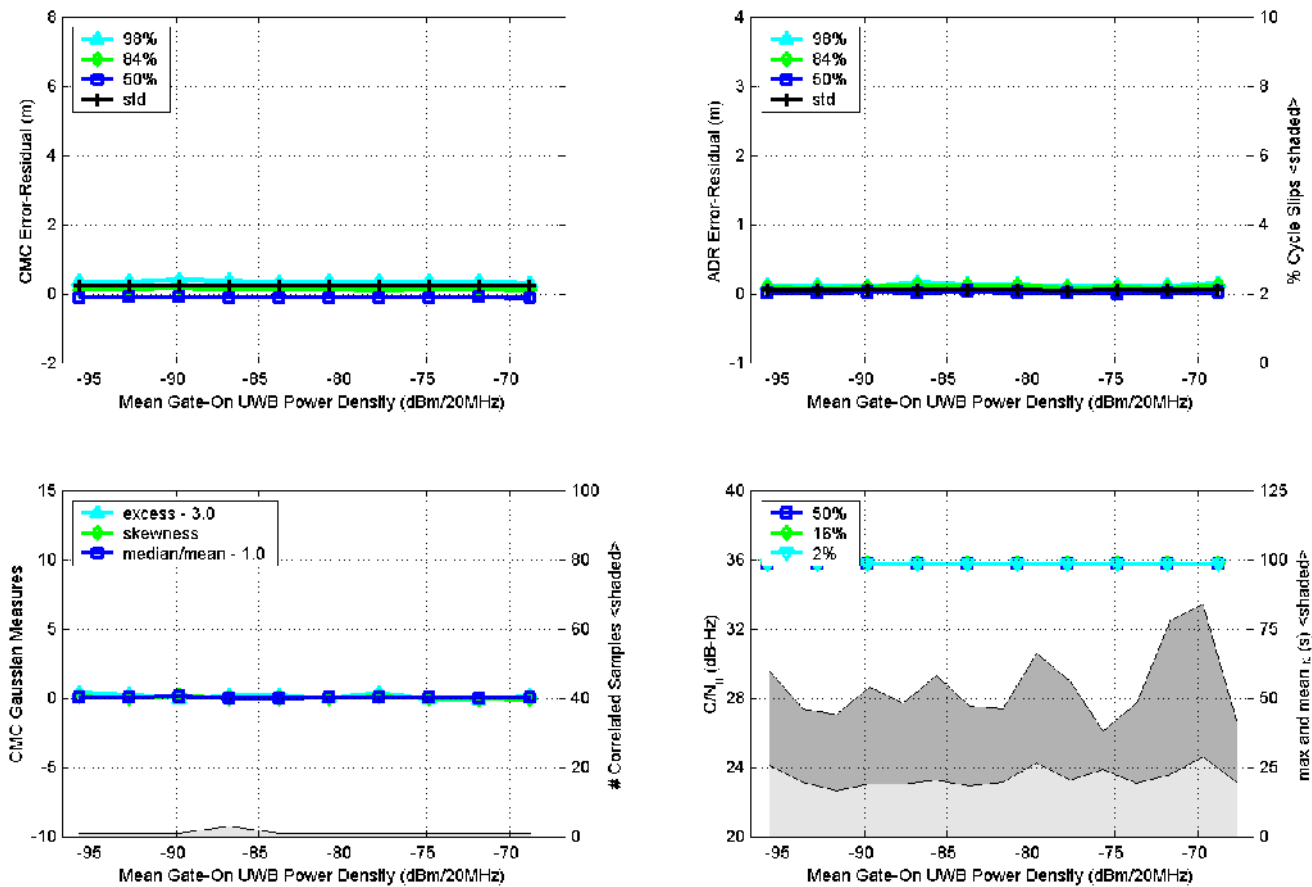 8
6
4
2
0
-2
98%
84%
50%
std
CMC Error-Residual (m)
-95 -90 -85 -80 -75 -70
Mean Gate-On UWB Power Density (dBm/20MHz)
4
3
2
1
0
-1
98%
84%
50%
std
ADR Error-Residual (m)
10
8
6
4
2
0
% Cycle Slips <shaded>
-95 -90 -85 -80 -75 -70
Mean Gate-On UWB Power Density (dBm/20MHz)
15
10
5
0
-5
-10
excess - 3.0
skewness
median/mean - 1.0
CMC Gaussian Measures
100
80
60
40
20
0
# Correlated Samples <shaded>
-95 -90 -85 -80 -75 -70
Mean Gate-On UWB Power Density (dBm/20MHz)
40
36
32
28
24
20
50%
16%
2%
(dB-Hz)
125
100
75
50
25
0
max and mean (s) <shaded>
-95 -90 -85 -80 -75 -70
Mean Gate-On UWB Power Density (dBm/20MHz)